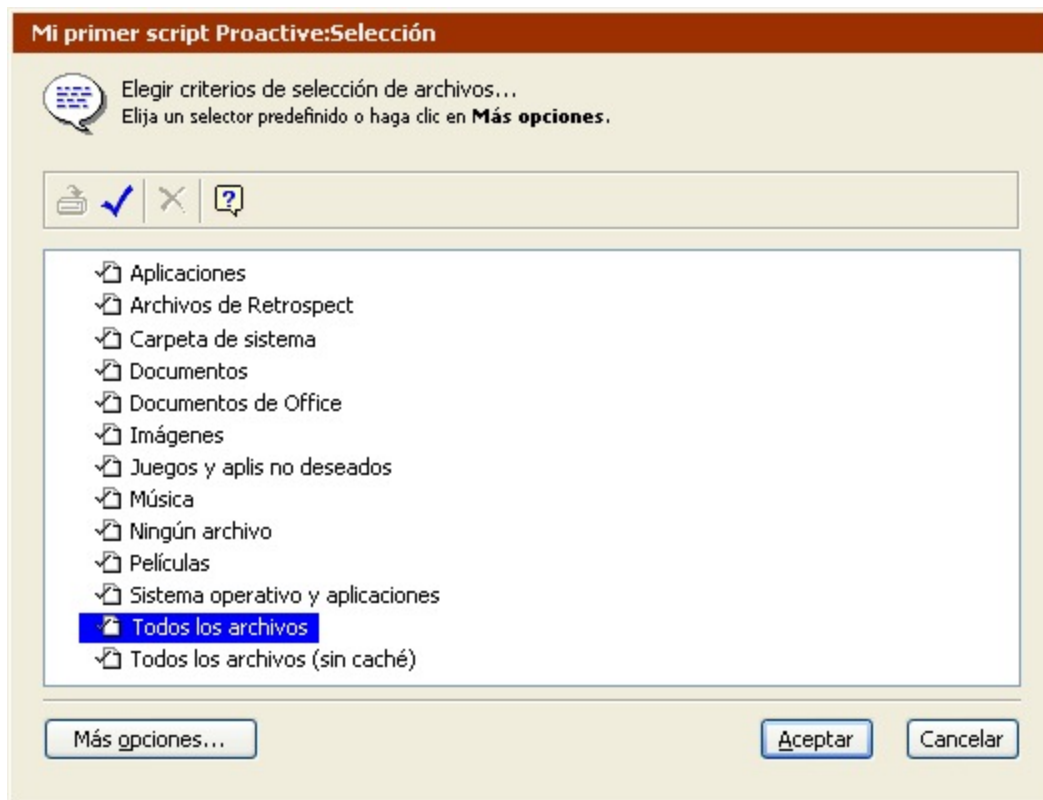 Mi primer script Proactive:Selección
Elegir criterios de selección de archivos...
Elija un selector predefinido o haga clic en Más opciones.
Aplicaciones
Archivos de Retrospect
Carpeta de sistema
Documentos
Documentos de Office
Imágenes
Juegos y aplis no deseados
Música
Ningún archivo
Películas
Sistema operativo y aplicaciones
Todos los archivos
Todos los archivos (sin caché)
Más opciones...
Aceptar
Cancelar